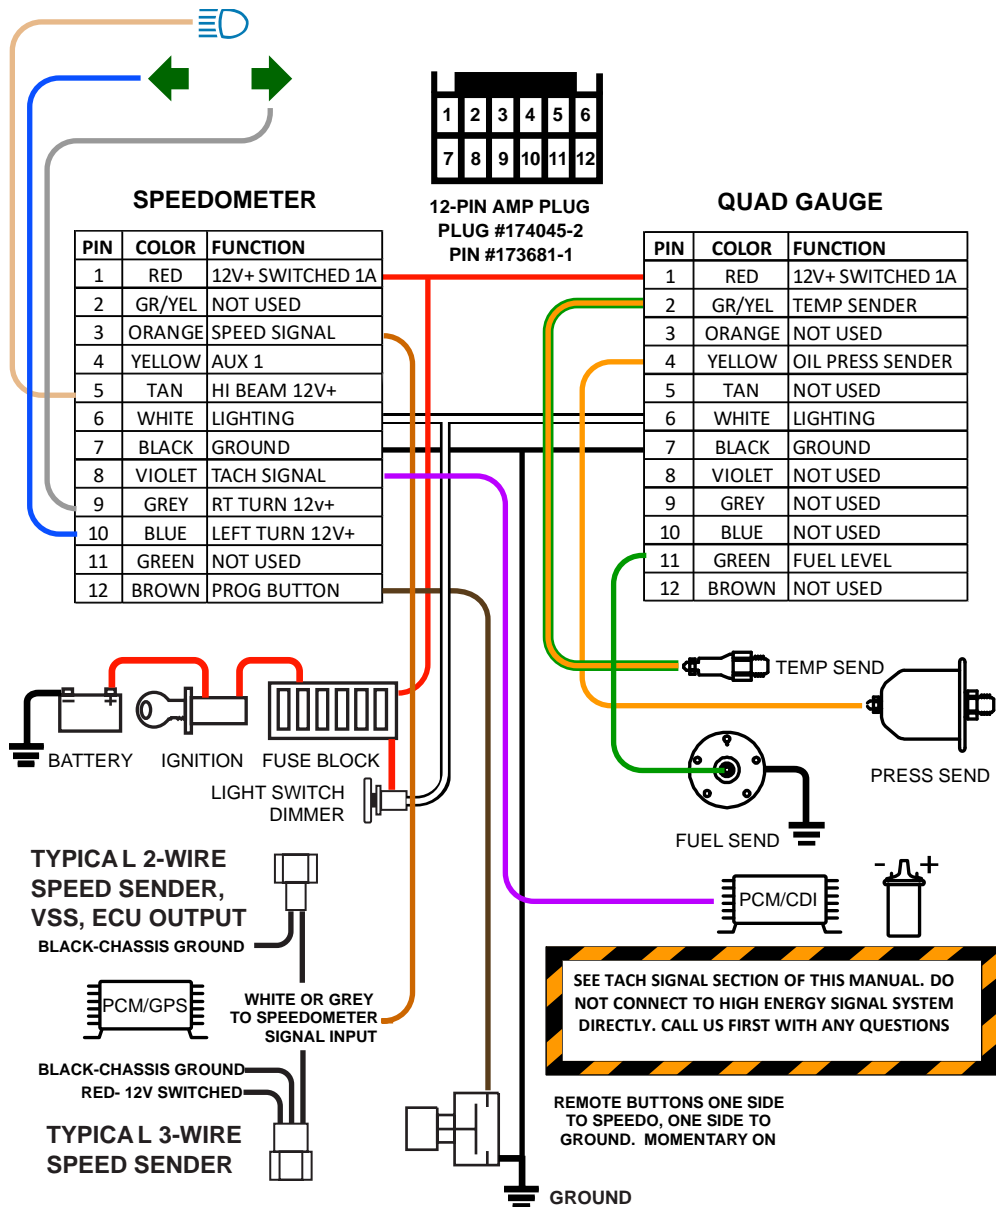 1 2 3 4 5 6
7 8 9 10 11 12
12-PIN AMP PLUG
PLUG #174045-2
PIN #173681-1
SPEEDOMETER
PIN COLOR FUNCTION
1 RED 12V+ SWITCHED 1A
2 GR/YEL NOT USED
3 ORANGE SPEED SIGNAL
4 YELLOW AUX 1
5 TAN HI BEAM 12V+
6 WHITE LIGHTING
7 BLACK GROUND
8 VIOLET TACH SIGNAL
9 GREY RT TURN 12v+
10 BLUE LEFT TURN 12V+
11 GREEN NOT USED
12 BROWN PROG BUTTON
QUAD GAUGE
PIN COLOR FUNCTION
1 RED 12V+ SWITCHED 1A
2 GR/YEL TEMP SENDER
3 ORANGE NOT USED
4 YELLOW OIL PRESS SENDER
5 TAN NOT USED
6 WHITE LIGHTING
7 BLACK GROUND
8 VIOLET NOT USED
9 GREY NOT USED
10 BLUE NOT USED
11 GREEN FUEL LEVEL
12 BROWN NOT USED
TEMP SEND
PRESS SEND
FUEL SEND
- +
BATTERY
IGNITION
FUSE BLOCK
LIGHT SWITCH
DIMMER
TYPICAL 2-WIRE
SPEED SENDER,
VSS, ECU OUTPUT
BLACK-CHASSIS GROUND
PCM/GPS
WHITE OR GREY
TO SPEEDOMETER
SIGNAL INPUT
BLACK-CHASSIS GROUND
RED- 12V SWITCHED
TYPICAL 3-WIRE
SPEED SENDER
PCM/CDI
- +
SEE TACH SIGNAL SECTION OF THIS MANUAL. DO
NOT CONNECT TO HIGH ENERGY SIGNAL SYSTEM
DIRECTLY. CALL US FIRST WITH ANY QUESTIONS
REMOTE BUTTONS ONE SIDE
TO SPEEDO, ONE SIDE TO
GROUND. MOMENTARY ON
GROUND